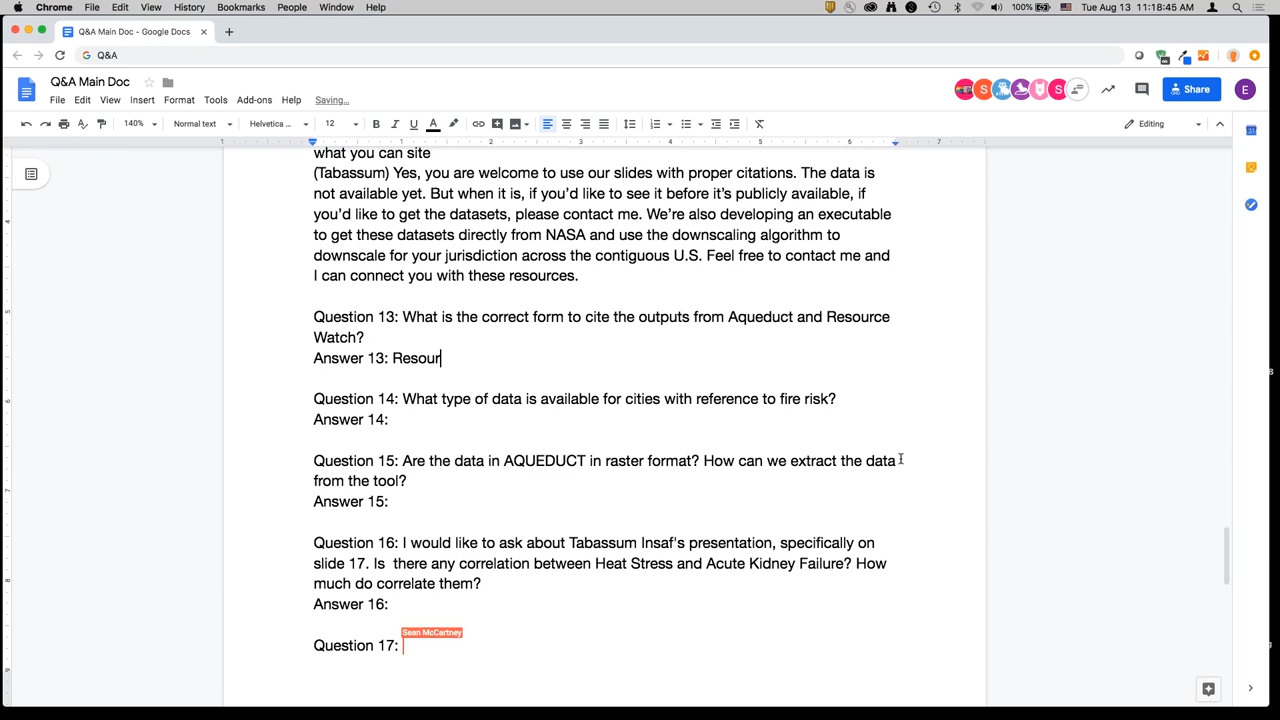 Chrome File Edit View History Bookmarks People Window Help 100% Tue Aug 13 11:18:45 AM
Q&A Main Doc - Google Docs
Q&A
Q&A Main Doc
Share E
File Edit View Insert Format Tools Add-ons Help Saving...
140% Normal text Helvetica ... 12 B I U A Editing
1 1 2 3 4 5 6 7
what you can site
(Tabassum) Yes, you are welcome to use our slides with proper citations. The data is
not available yet. But when it is, if you'd like to see it before it's publicly available, if
you'd like to get the datasets, please contact me. We're also developing an executable
to get these datasets directly from NASA and use the downscaling algorithm to
downscale for your jurisdiction across the contiguous U.S. Feel free to contact me and
I can connect you with these resources.
Question 13: What is the correct form to cite the outputs from Aqueduct and Resource
Watch?
Answer 13: Resour
Question 14: What type of data is available for cities with reference to fire risk?
Answer 14:
Question 15: Are the data in AQUEDUCT in raster format? How can we extract the data
from the tool?
Answer 15:
Question 16: I would like to ask about Tabassum Insaf's presentation, specifically on
slide 17. Is  there any correlation between Heat Stress and Acute Kidney Failure? How
much do correlate them?
Answer 16:
Sean McCartney
Question 17: